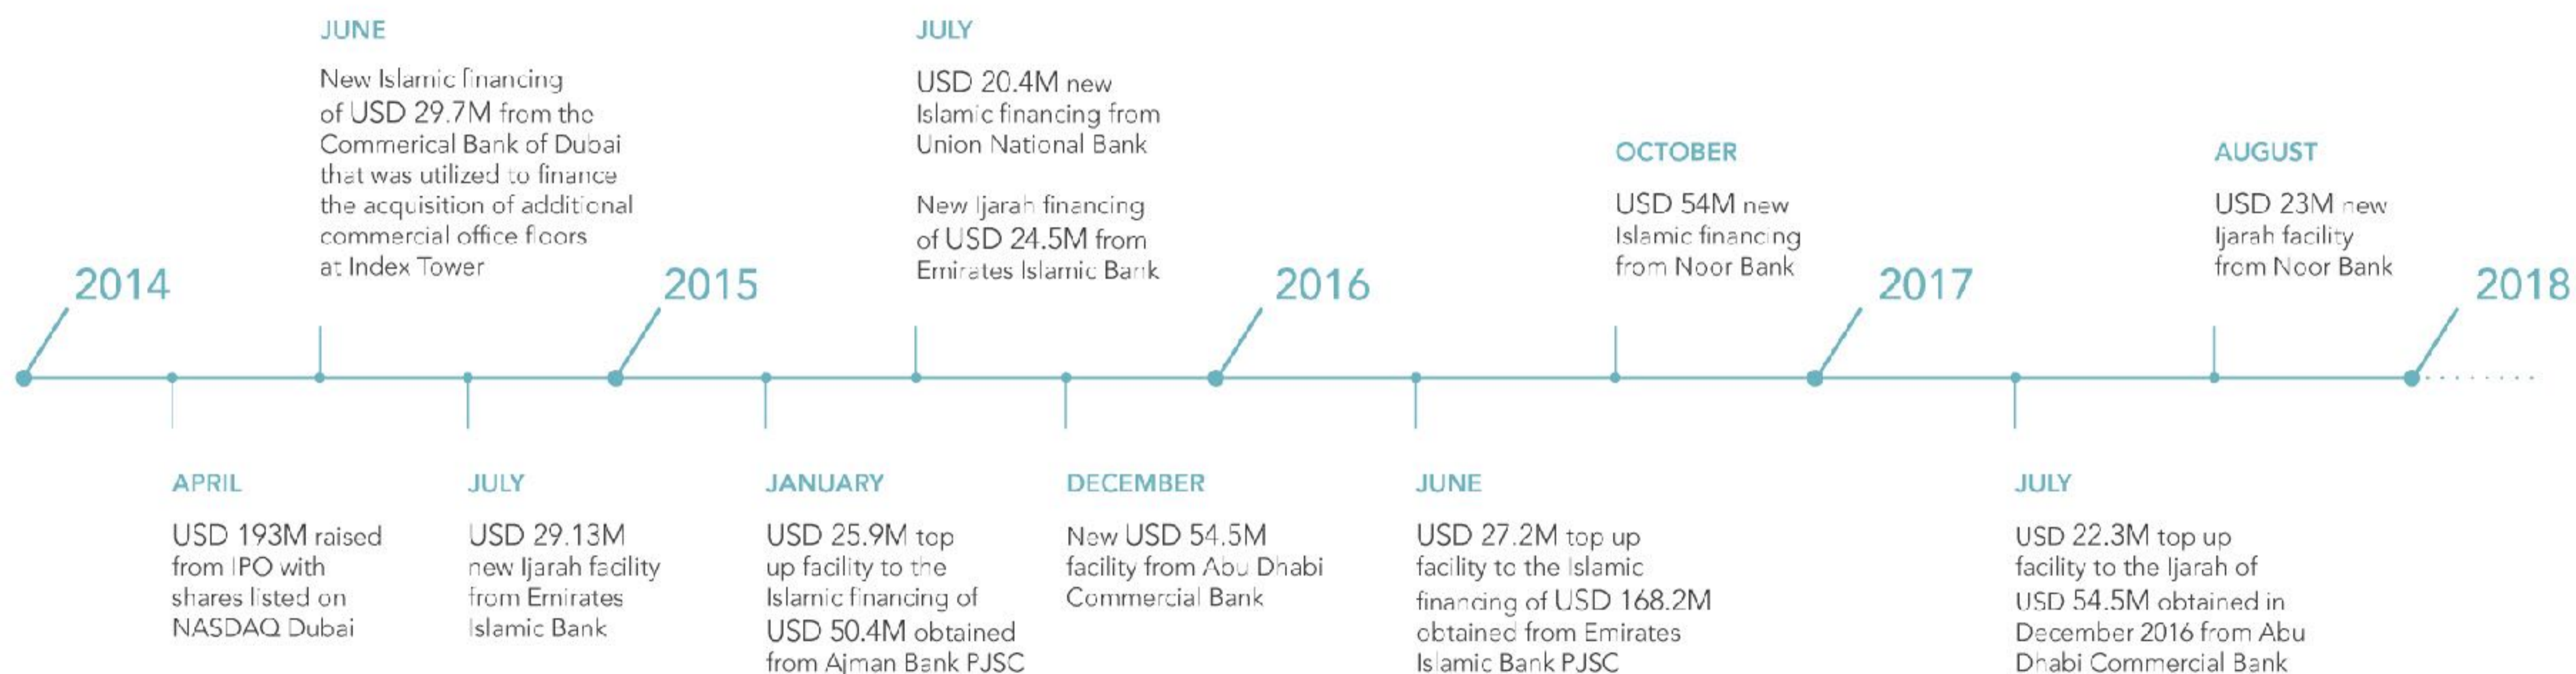 2014
APRIL
USD 193M raised
from IPO with
shares listed on
NASDAQ Dubai
JUNE
New Islamic financing
of USD 29.7M from the
Commerical Bank of Dubai
that was utilized to finance
the acquisition of additional
commercial office floors
at Index Tower
JULY
USD 29.13M
new Ijarah facility
from Emirates
Islamic Bank
2015
JANUARY
USD 25.9M top
up facility to the
Islamic financing of
USD 50.4M obtained
from Ajman Bank PJSC
JULY
USD 20.4M new
Islamic financing from
Union National Bank
New Ijarah financing
of USD 24.5M from
Emirates Islamic Bank
DECEMBER
New USD 54.5M
facility from Abu Dhabi
Commercial Bank
2016
JUNE
USD 27.2M top up
facility to the Islamic
financing of USD 168.2M
obtained from Emirates
Islamic Bank PJSC
OCTOBER
USD 54M new
Islamic financing
from Noor Bank
2017
JULY
USD 22.3M top up
facility to the Ijarah of
USD 54.5M obtained in
December 2016 from Abu
Dhabi Commercial Bank
AUGUST
USD 23M new
Ijarah facility
from Noor Bank
2018